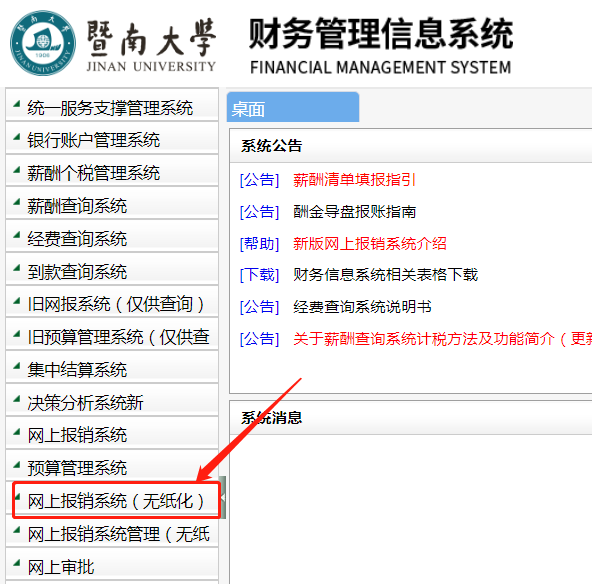 暨南大学
JINAN UNIVERSITY
1906
财务管理信息系统
FINANCIAL MANAGEMENT SYSTEM
统一服务支撑管理系统
银行账户管理系统
薪酬个税管理系统
薪酬查询系统
经费查询系统
到款查询系统
旧网报系统（仅供查询）
旧预算管理系统（仅供查
集中结算系统
决策分析系统新
网上报销系统
预算管理系统
网上报销系统（无纸化）
网上报销系统管理（无纸
网上审批
桌面
系统公告
[公告] 薪酬清单填报指引
[公告] 酬金导盘报账指南
[帮助] 新版网上报销系统介绍
[下载] 财务信息系统相关表格下载
[公告] 经费查询系统说明书
[公告] 关于薪酬查询系统计税方法及功能简介（更新
系统消息